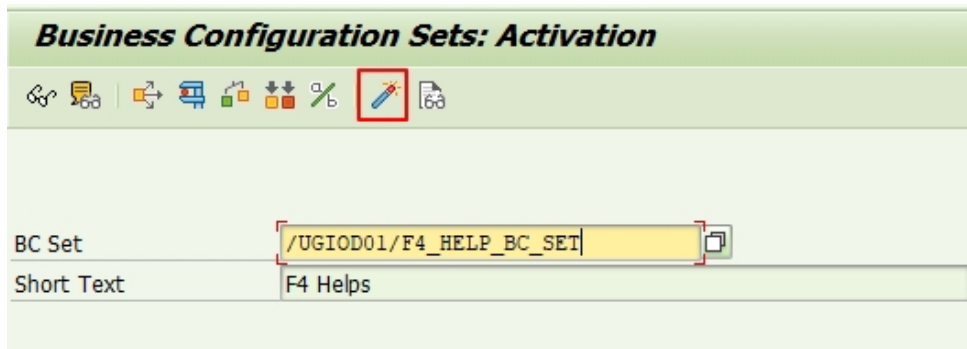 Business Configuration Sets: Activation
BC Set /UGIOD01/F4_HELP_BC_SET
Short Text F4 Helps